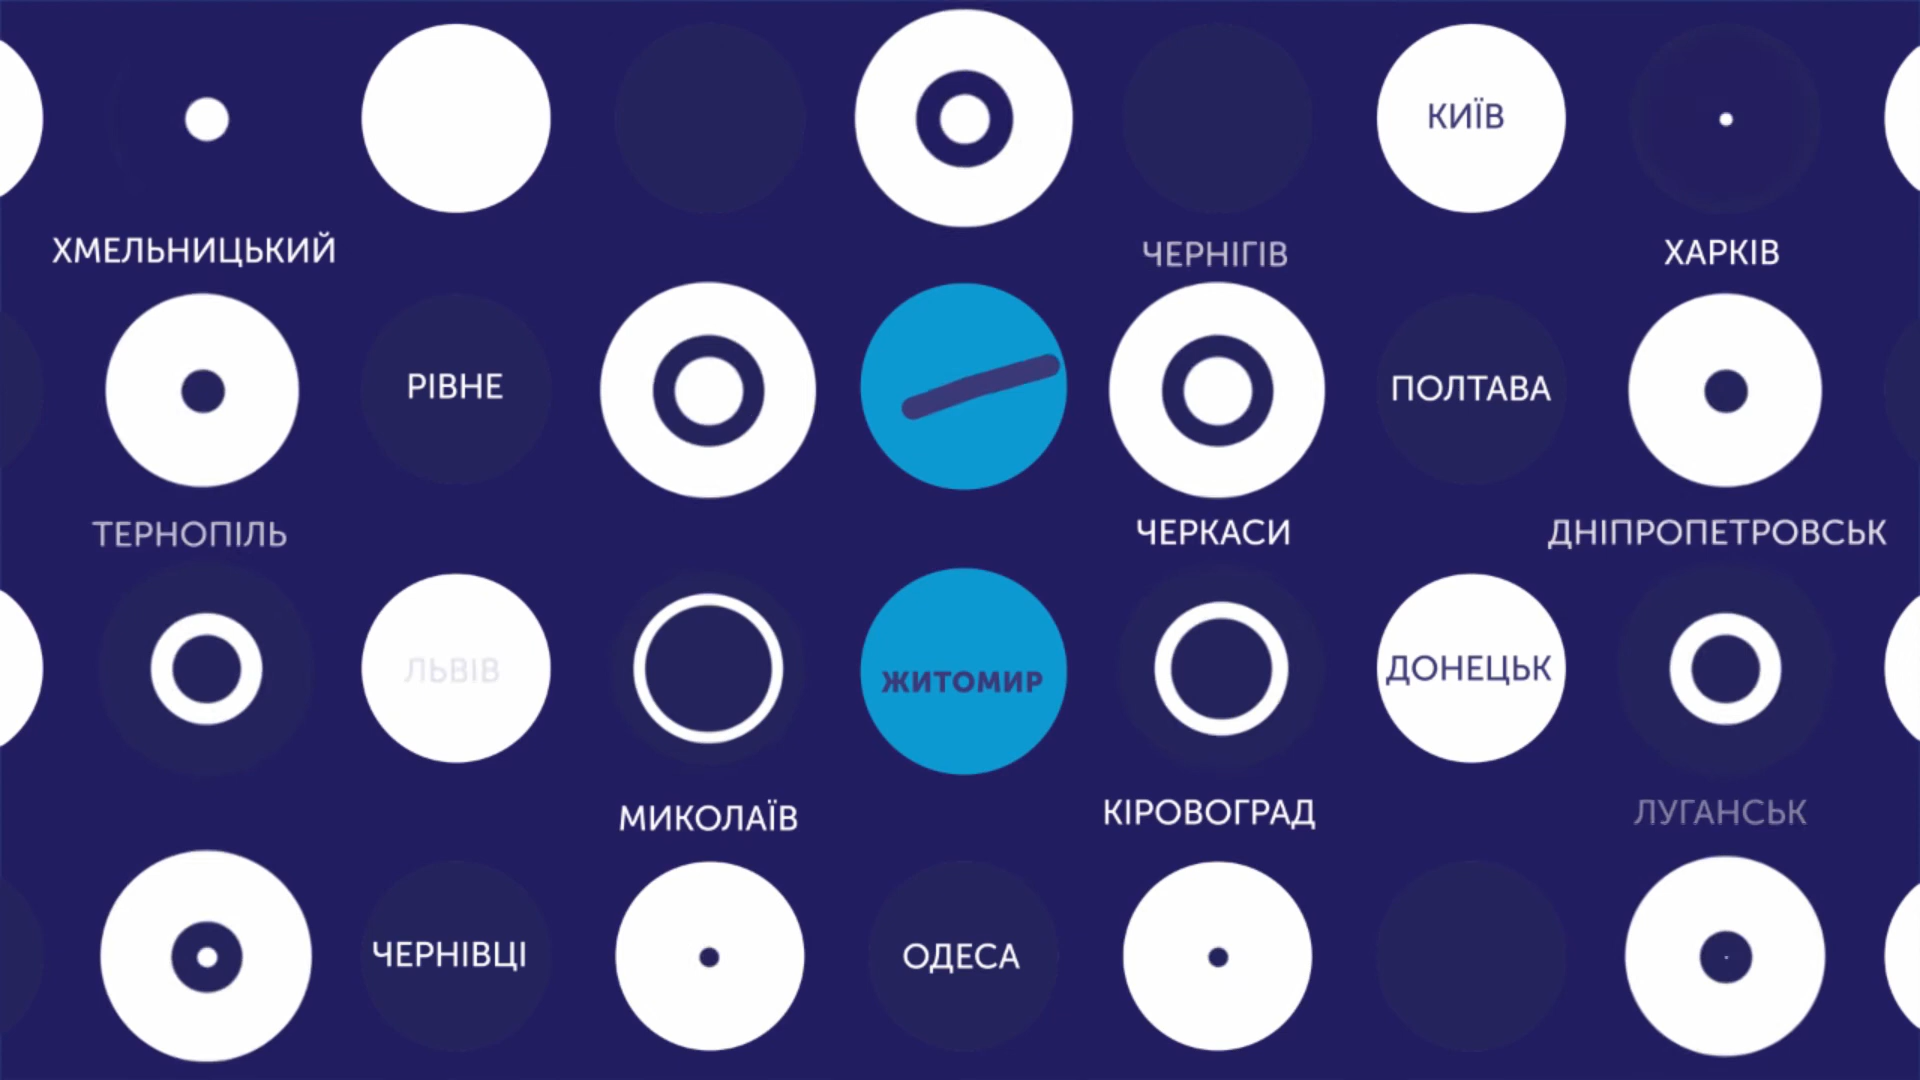 КИЇВ
ХМЕЛЬНИЦЬКИЙ
ЧЕРНІГІВ
ХАРКІВ
РІВНЕ
ПОЛТАВА
ТЕРНОПІЛЬ
ЧЕРКАСИ
ДНІПРОПЕТРОВСЬК
ЛЬВІВ
ЖИТОМИР
ДОНЕЦЬК
МИКОЛАЇВ
КІРОВОГРАД
ЛУГАНСЬК
ЧЕРНІВЦІ
ОДЕСА